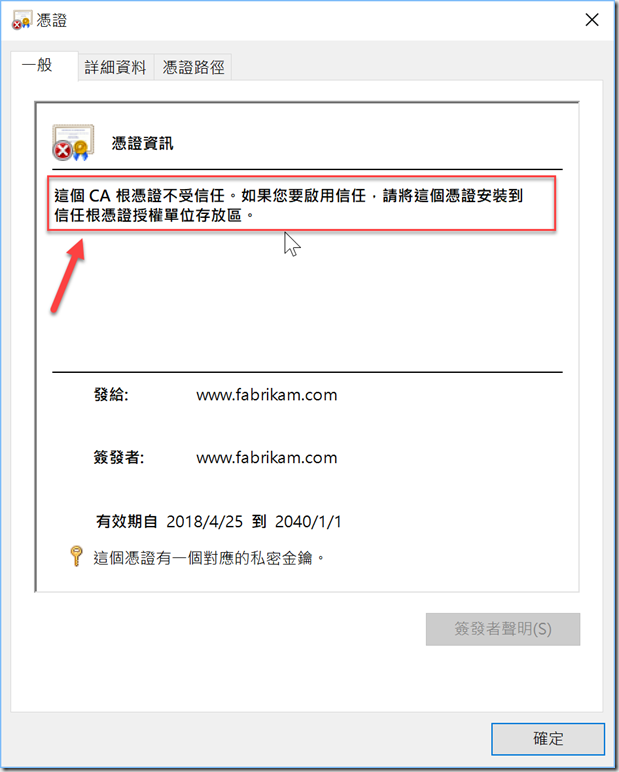 憑證
一般
詳細資料
憑證路徑
憑證資訊
這個 CA 根憑證不受信任。如果您要啟用信任，請將這個憑證安裝到
信任根憑證授權單位存放區。
發給: www.fabrikam.com
簽發者: www.fabrikam.com
有效期自 2018/4/25 到 2040/1/1
這個憑證有一個對應的私密金鑰。
簽發者聲明(S)
確定